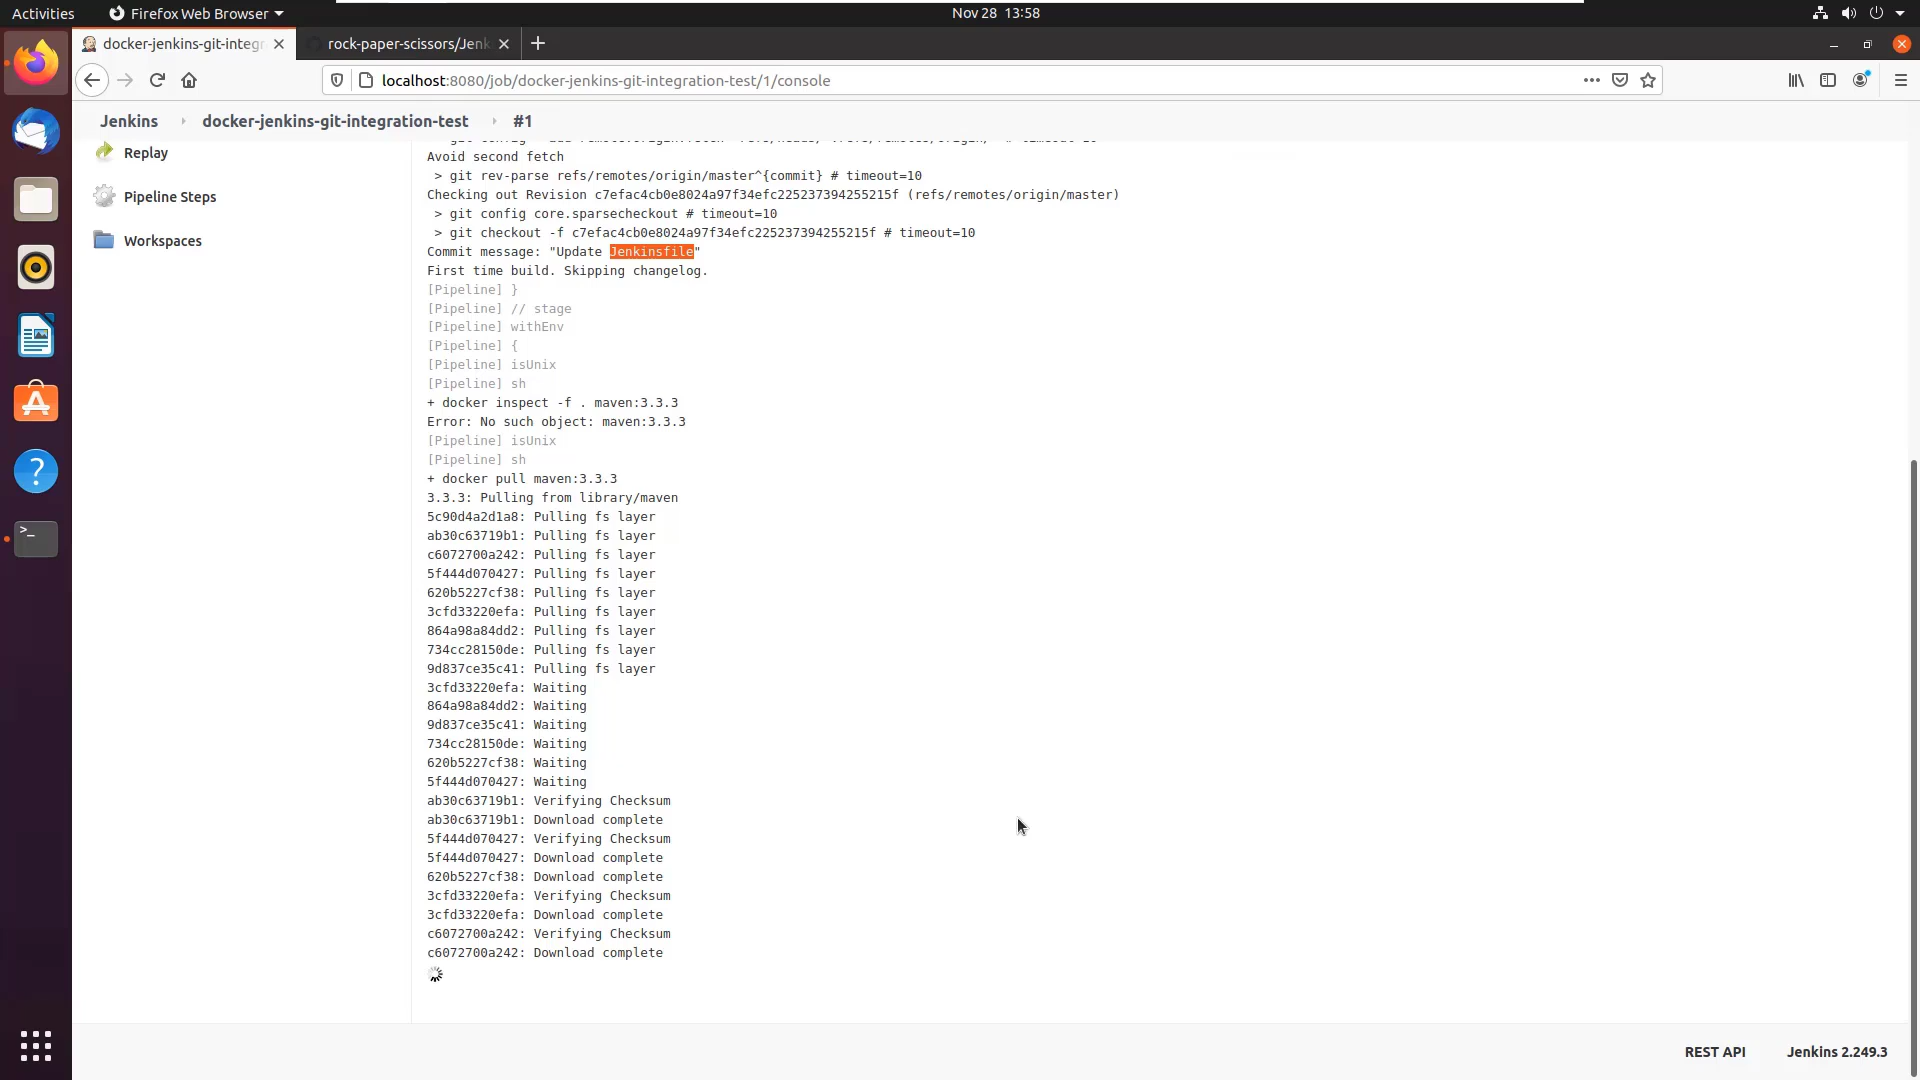 Activities
Firefox Web Browser
Nov 28 13:58
docker-jenkins-git-integr
rock-paper-scissors/Jenk
localhost:8080/job/docker-jenkins-git-integration-test/1/console
Jenkins
docker-jenkins-git-integration-test
#1
Replay
Pipeline Steps
Workspaces
Avoid second fetch
> git rev-parse refs/remotes/origin/master^{commit} # timeout=10
Checking out Revision c7efac4cb0e8024a97f34efc225237394255215f (refs/remotes/origin/master)
> git config core.sparsecheckout # timeout=10
> git checkout -f c7efac4cb0e8024a97f34efc225237394255215f # timeout=10
Commit message: "Update Jenkinsfile"
First time build. Skipping changelog.
[Pipeline] }
[Pipeline] // stage
[Pipeline] withEnv
[Pipeline] {
[Pipeline] isUnix
[Pipeline] sh
+ docker inspect -f . maven:3.3.3
Error: No such object: maven:3.3.3
[Pipeline] isUnix
[Pipeline] sh
+ docker pull maven:3.3.3
3.3.3: Pulling from library/maven
5c90d4a2d1a8: Pulling fs layer
ab30c63719b1: Pulling fs layer
c6072700a242: Pulling fs layer
5f444d070427: Pulling fs layer
620b5227cf38: Pulling fs layer
3cfd33220efa: Pulling fs layer
864a98a84dd2: Pulling fs layer
734cc28150de: Pulling fs layer
9d837ce35c41: Pulling fs layer
3cfd33220efa: Waiting
864a98a84dd2: Waiting
9d837ce35c41: Waiting
734cc28150de: Waiting
620b5227cf38: Waiting
5f444d070427: Waiting
ab30c63719b1: Verifying Checksum
ab30c63719b1: Download complete
5f444d070427: Verifying Checksum
5f444d070427: Download complete
620b5227cf38: Download complete
3cfd33220efa: Verifying Checksum
3cfd33220efa: Download complete
c6072700a242: Verifying Checksum
c6072700a242: Download complete
REST API
Jenkins 2.249.3